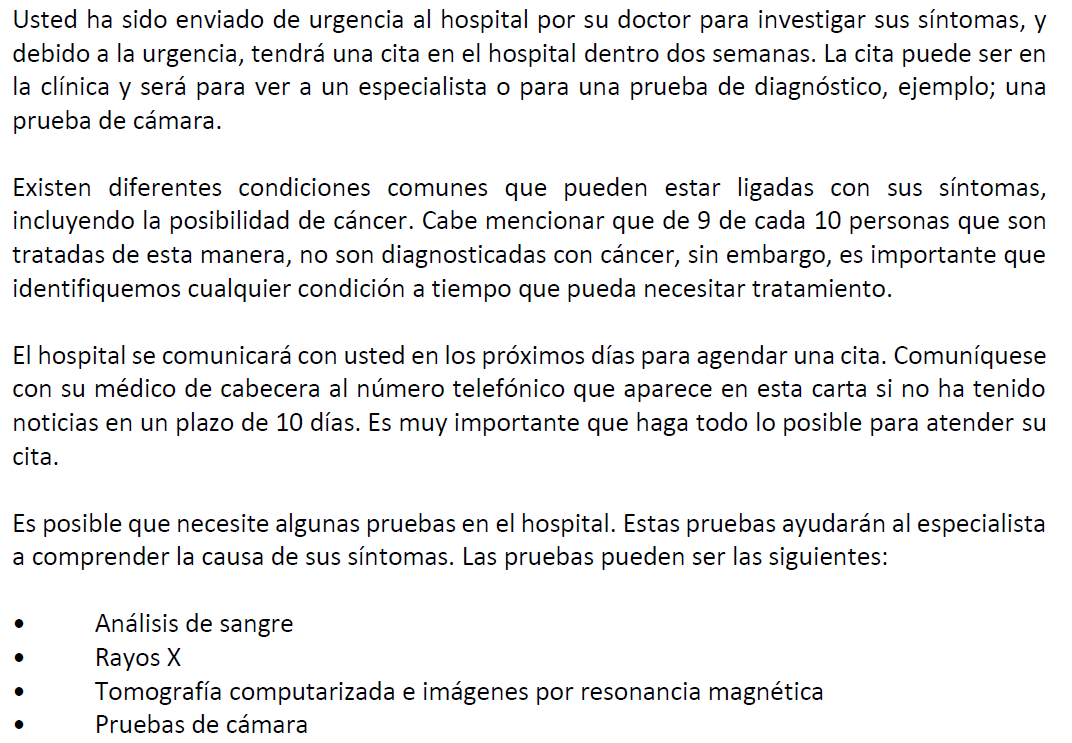 Usted ha sido enviado de urgencia al hospital por su doctor para investigar sus síntomas, y
debido a la urgencia, tendrá una cita en el hospital dentro dos semanas. La cita puede ser en
la clínica y será para ver a un especialista o para una prueba de diagnóstico, ejemplo; una
prueba de cámara.
Existen diferentes condiciones comunes que pueden estar ligadas con sus síntomas,
incluyendo la posibilidad de cáncer. Cabe mencionar que de 9 de cada 10 personas que son
tratadas de esta manera, no son diagnosticadas con cáncer, sin embargo, es importante que
identifiquemos cualquier condición a tiempo que pueda necesitar tratamiento.
El hospital se comunicará con usted en los próximos días para agendar una cita. Comuníquese
con su médico de cabecera al número telefónico que aparece en esta carta si no ha tenido
noticias en un plazo de 10 días. Es muy importante que haga todo lo posible para atender su
cita.
Es posible que necesite algunas pruebas en el hospital. Estas pruebas ayudarán al especialista
a comprender la causa de sus síntomas. Las pruebas pueden ser las siguientes:
• Análisis de sangre
• Rayos X
• Tomografía computarizada e imágenes por resonancia magnética
• Pruebas de cámara